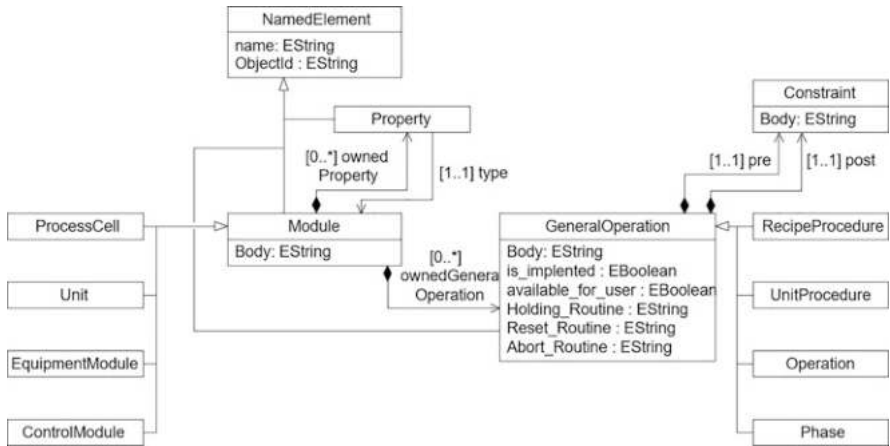 NamedElement
name: EString
ObjectId : EString
Property
[0..*] owned
Property
[1..1] type
Constraint
Body: EString
[1..1] pre
[1..1] post
ProcessCell
Unit
EquipmentModule
ControlModule
Module
Body: EString
[0..*]
ownedGenera
Operation
GeneralOperation
Body: EString
is_implented : EBoolean
available_for_user : EBoolean
Holding_Routine : EString
Reset_Routine : EString
Abort_Routine : EString
RecipeProcedure
UnitProcedure
Operation
Phase